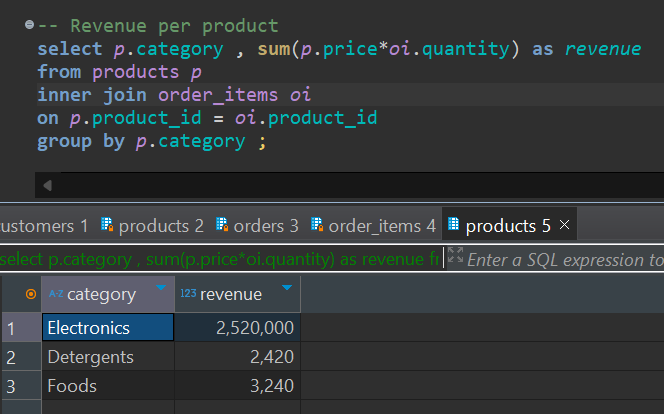 -- Revenue per product
select p.category , sum(p.price*oi.quantity) as revenue
from products p
inner join order_items oi
on p.product_id = oi.product_id
group by p.category ;
customers 1 products 2 orders 3 order_items 4 products 5
select p.category , sum(p.price*oi.quantity) as revenue fr Enter a SQL expression to
A-Z category 123 revenue
1 Electronics 2,520,000
2 Detergents 2,420
3 Foods 3,240